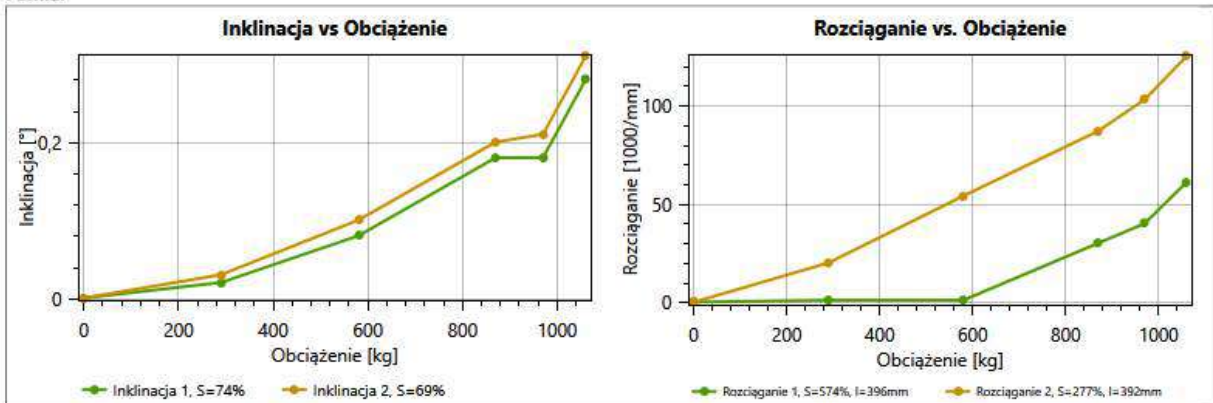 Inklinacja vs Obciążenie
Inklinacja [°]
0,2
0
0 200 400 600 800 1000
Obciążenie [kg]
Inklinacja 1, S=74% Inklinacja 2, S=69%
Rozciąganie vs. Obciążenie
Rozciąganie [1000/mm]
100
50
0
0 200 400 600 800 1000
Obciążenie [kg]
Rozciąganie 1, S=574%, l=396mm Rozciąganie 2, S=277%, l=392mm